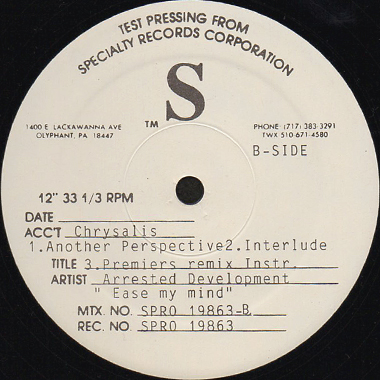 TEST PRESSING FROM
SPECIALTY RECORDS CORPORATION
S
TM
1400 E. LACKAWANNA AVE
OLYPHANT, PA 18447
PHONE: (717) 383-3291
TWX 510-671-4580
B-SIDE
12" 33 1/3 RPM
DATE
ACC'T Chrysalis
1.Another Perspective2.Interlude
TITLE 3.Premiers remix Instr.
ARTIST Arrested Development
" Ease my mind"
MTX. NO. SPRO 19863-B
REC. NO. SPRO 19863